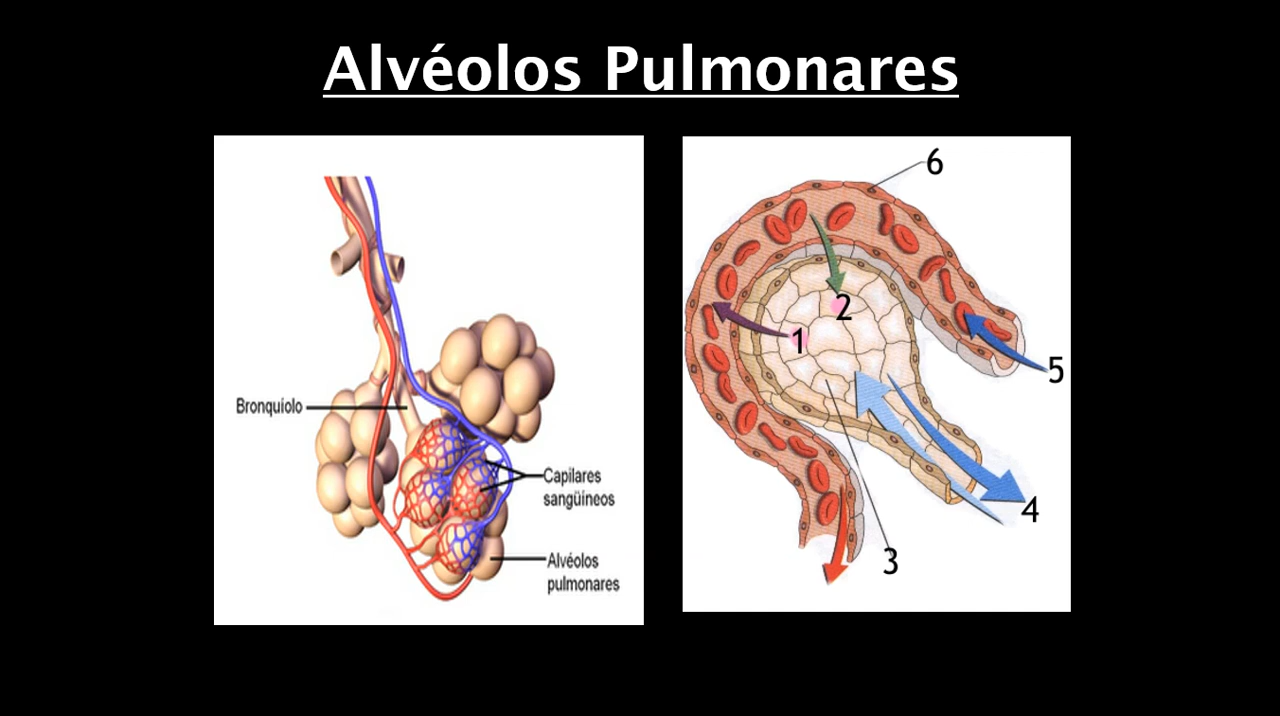 Alvéolos Pulmonares
Bronquíolo
Capilares
sangüíneos
Alvéolos
pulmonares
6
2
1
5
4
3